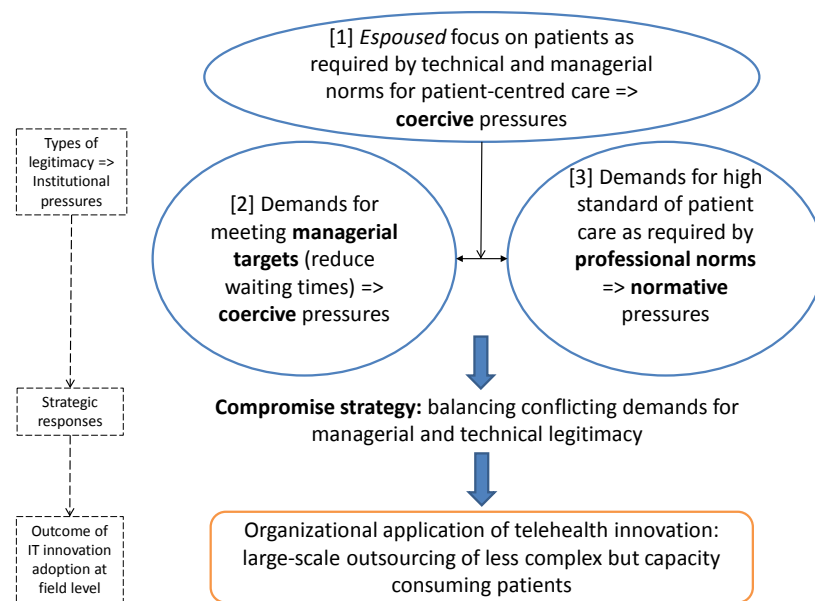 [1] Espoused focus on patients as
required by technical and managerial
norms for patient-centred care =>
coercive pressures
Types of
legitimacy =>
Institutional
pressures
[2] Demands for
meeting managerial
targets (reduce
waiting times) =>
coercive pressures
[3] Demands for high
standard of patient
care as required by
professional norms
=> normative
pressures
Strategic
responses
Compromise strategy: balancing conflicting demands for
managerial and technical legitimacy
Outcome of
IT innovation
adoption at
field level
Organizational application of telehealth innovation:
large-scale outsourcing of less complex but capacity
consuming patients